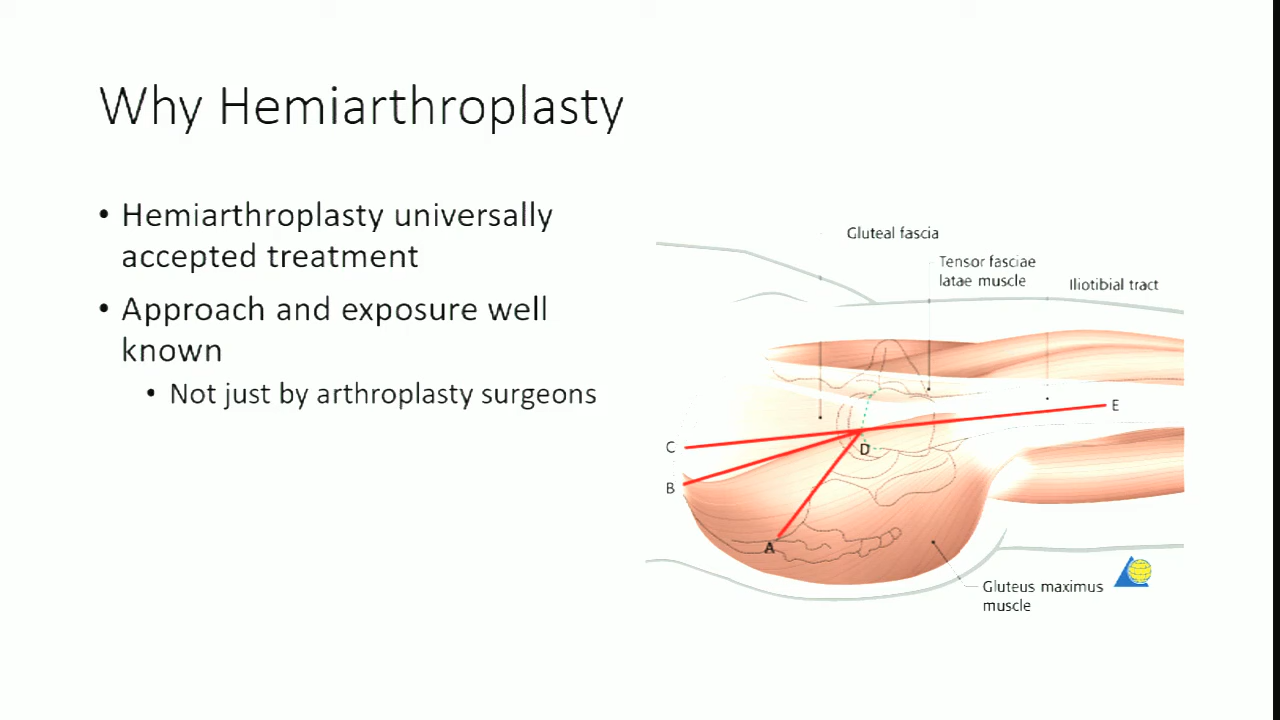 Why Hemiarthroplasty
• Hemiarthroplasty universally
accepted treatment
• Approach and exposure well
known
• Not just by arthroplasty surgeons
Gluteal fascia
Tensor fasciae
latae muscle
Iliotibial tract
E
C
D
B
A
Gluteus maximus
muscle